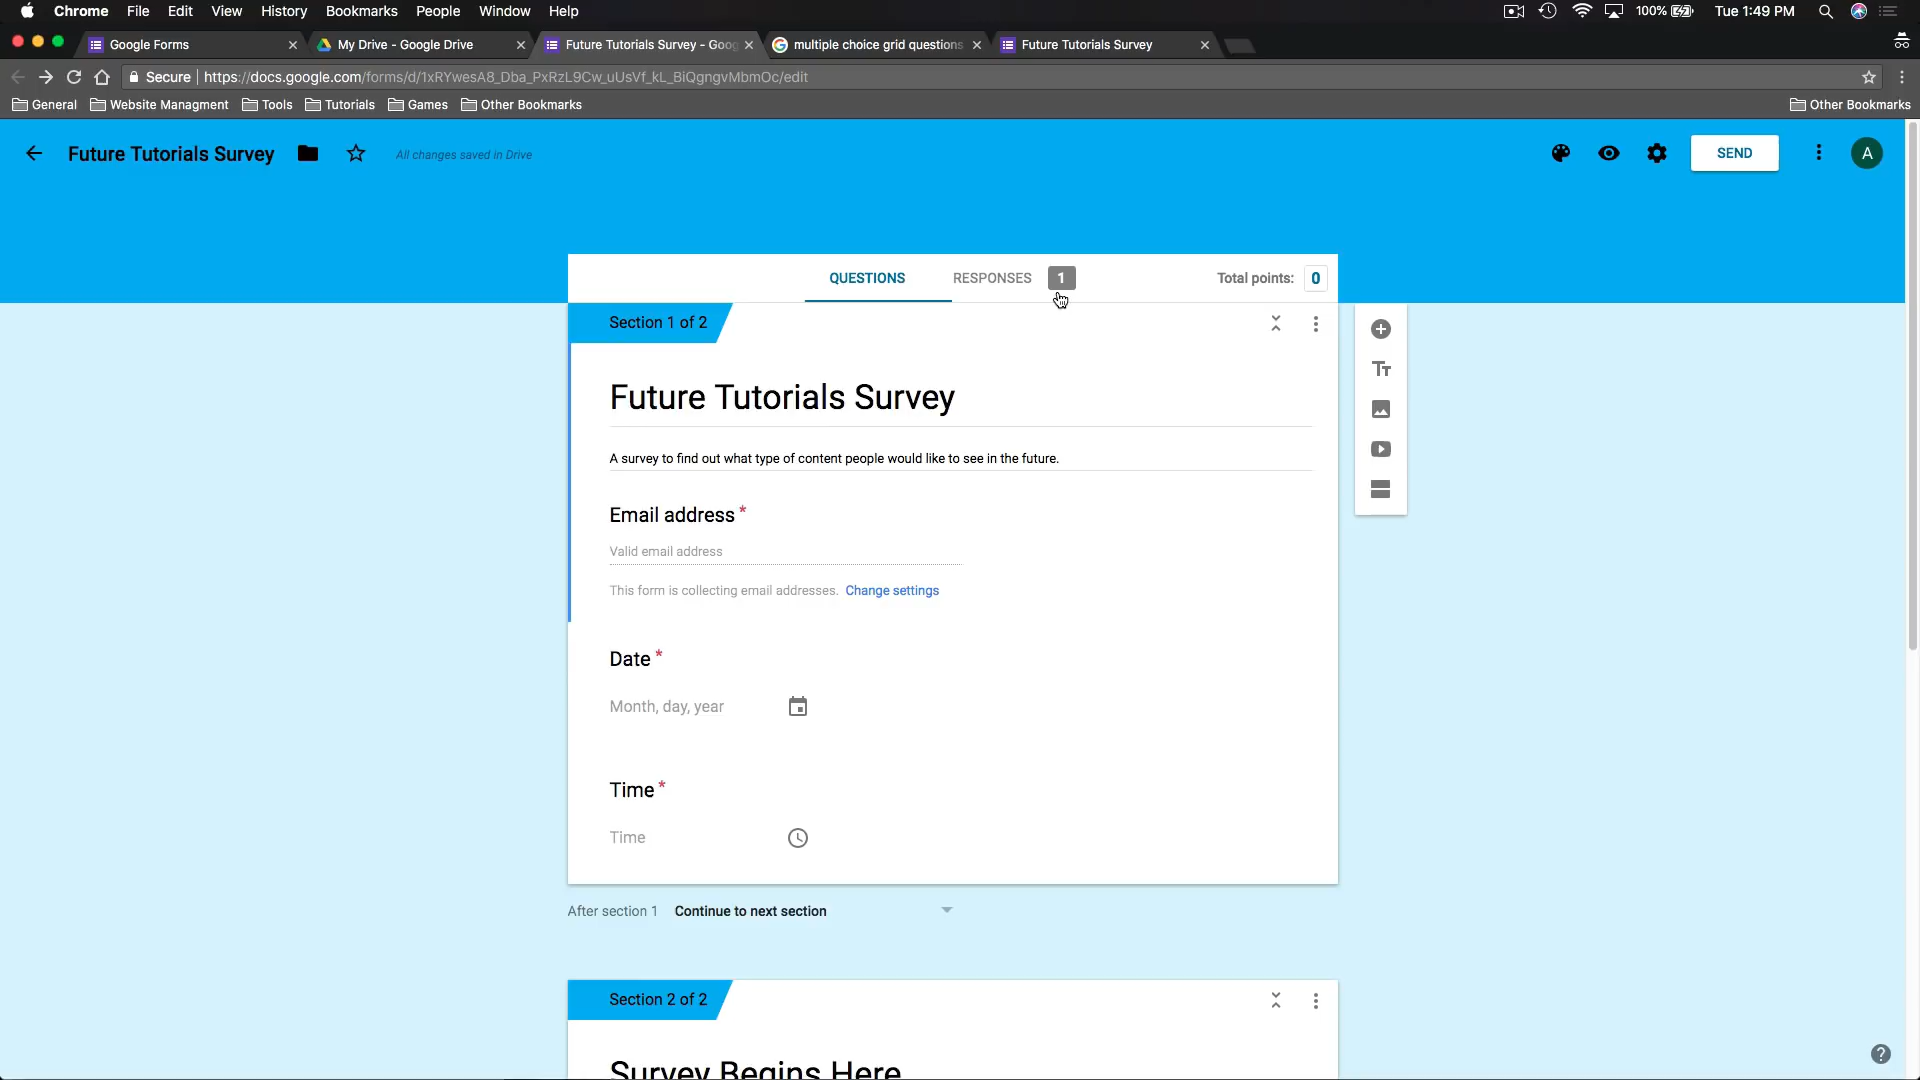 Chrome File Edit View History Bookmarks People Window Help 100% Tue 1:49 PM
Google Forms My Drive - Google Drive Future Tutorials Survey - Goog multiple choice grid questions Future Tutorials Survey
Secure https://docs.google.com/forms/d/1xRYwesA8_Dba_PxRzL9Cw_uUsVf_kL_BiQgngvMbmOc/edit
General Website Managment Tools Tutorials Games Other Bookmarks Other Bookmarks
Future Tutorials Survey All changes saved in Drive SEND A
QUESTIONS RESPONSES 1 Total points: 0
Section 1 of 2
Future Tutorials Survey
A survey to find out what type of content people would like to see in the future.
Email address *
Valid email address
This form is collecting email addresses. Change settings
Date *
Month, day, year
Time *
Time
After section 1 Continue to next section
Section 2 of 2
Survey Begins Here